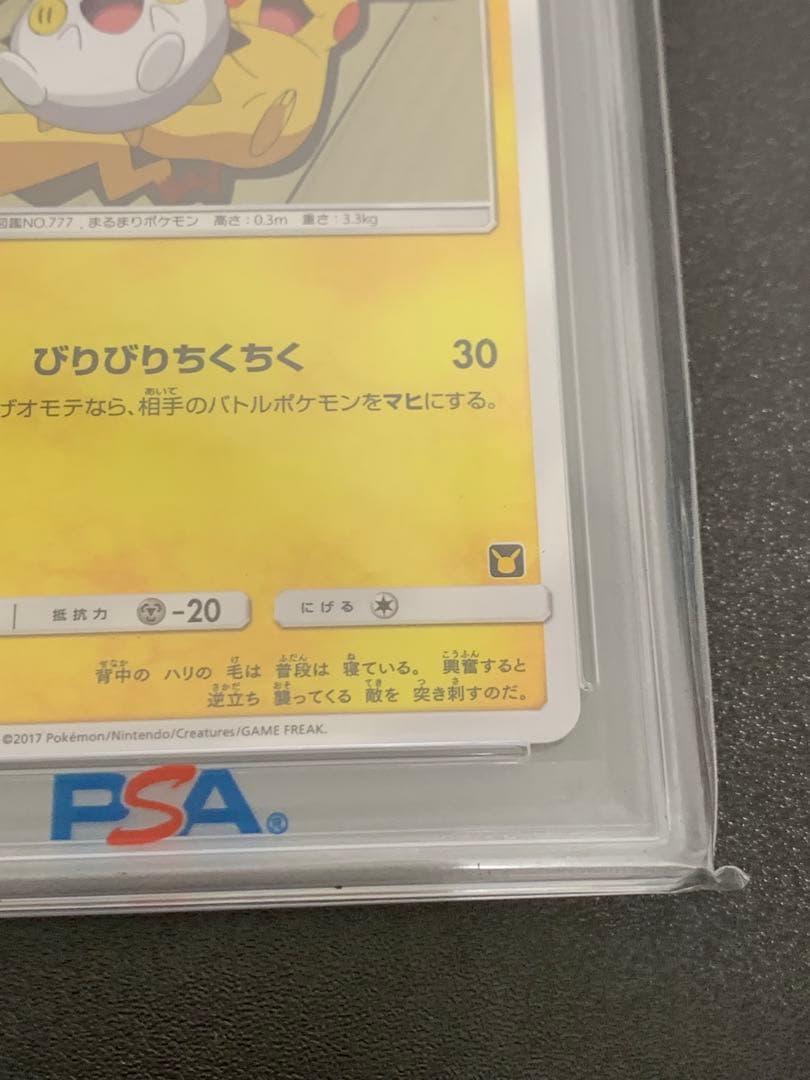 図鑑NO.777 まるまりポケモン 高さ：0.3m 重さ：3.3kg
びりびりちくちく 30
げオモテなら、相手のバトルポケモンをマヒにする。
抵抗力 -20 にげる
背中の ハリの 毛は 普段は 寝ている。 興奮すると
逆立ち 襲ってくる 敵を 突き刺すのだ。
©2017 Pokémon/Nintendo/Creatures/GAME FREAK.
PSA®